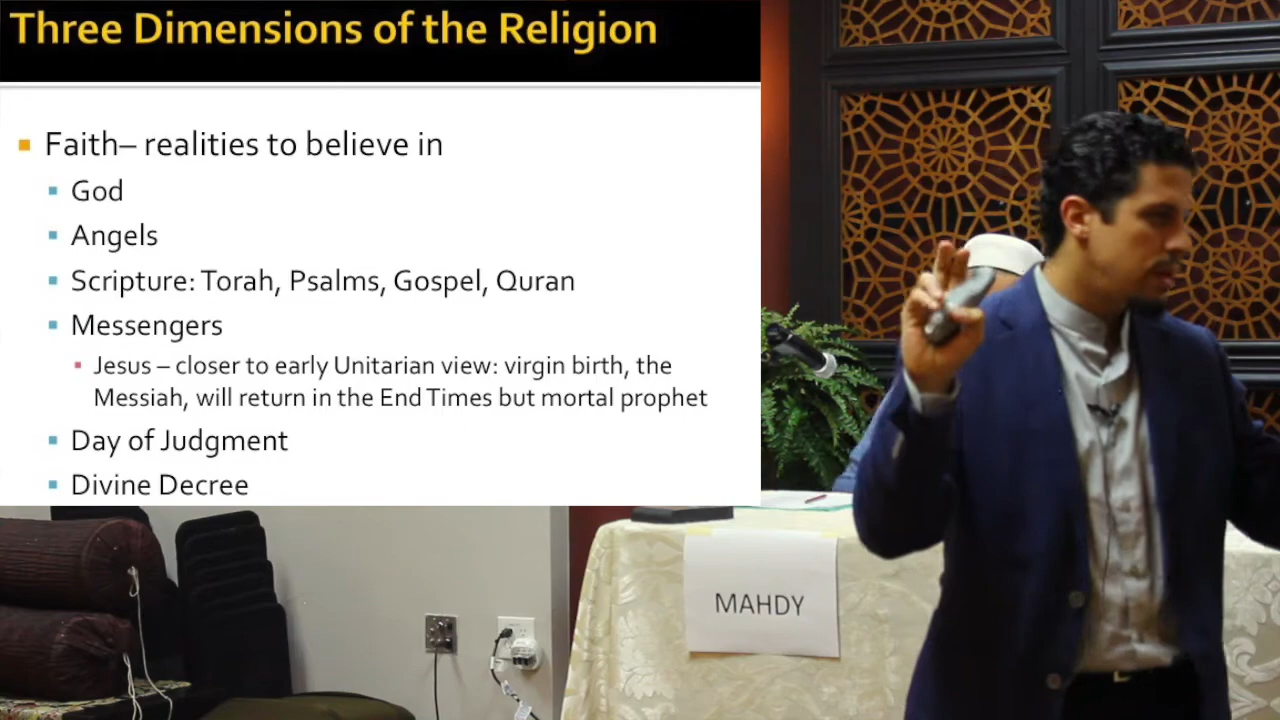 Three Dimensions of the Religion
Faith– realities to believe in
God
Angels
Scripture: Torah, Psalms, Gospel, Quran
Messengers
Jesus – closer to early Unitarian view: virgin birth, the
Messiah, will return in the End Times but mortal prophet
Day of Judgment
Divine Decree
MAHDY